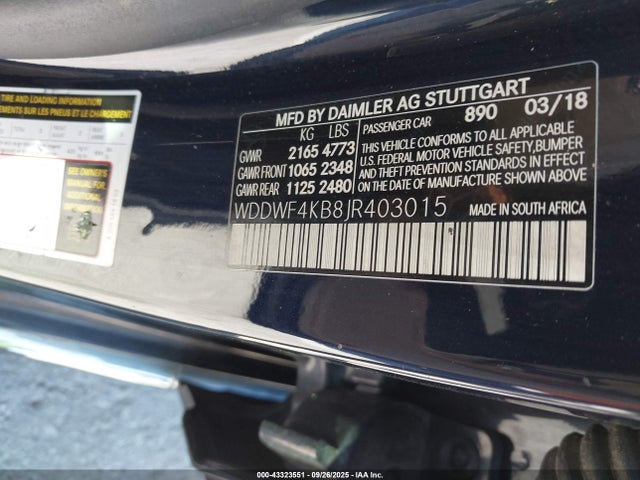 TIRE AND LOADING INFORMATION
SEE OWNER'S
MANUAL FOR
ADDITIONAL
INFORMATION
MFD BY DAIMLER AG STUTTGART
KG LBS
GVWR 2165 4773
GAWR FRONT 1065 2348
GAWR REAR 1125 2480
PASSENGER CAR 890 03/18
THIS VEHICLE CONFORMS TO ALL APPLICABLE
U.S. FEDERAL MOTOR VEHICLE SAFETY, BUMPER
AND THEFT PREVENTION STANDARDS IN EFFECT
ON THE DATE OF MANUFACTURE SHOWN ABOVE.
WDDWF4KB8JR403015 MADE IN SOUTH AFRICA
000-43323551 - 09/26/2025 - IAA Inc.